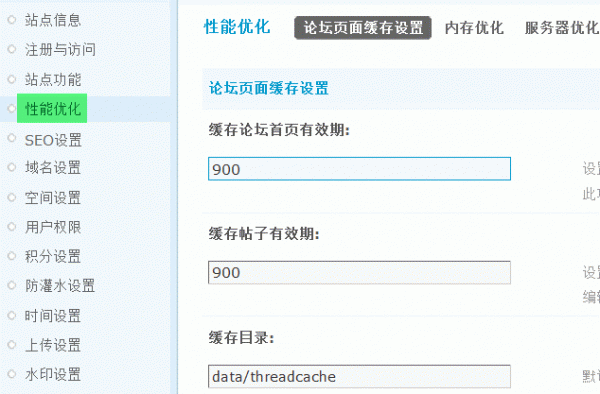 站点信息
注册与访问
站点功能
性能优化
SEO设置
域名设置
空间设置
用户权限
积分设置
防灌水设置
时间设置
上传设置
水印设置
性能优化 论坛页面缓存设置 内存优化 服务器优化
论坛页面缓存设置
缓存论坛首页有效期:
900
设置
此项
缓存帖子有效期:
900
设置
编辑
缓存目录:
data/threadcache
默认